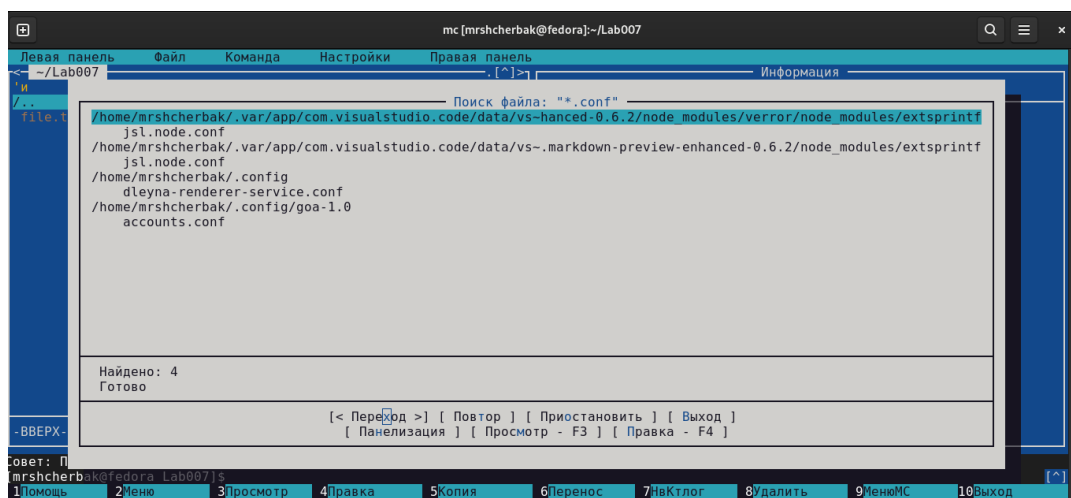 mc [mrshcherbak@fedora]:~/Lab007
Левая панель Файл Команда Настройки Правая панель
<─ ~/Lab007 .[^]> Информация
'и
/..
file.t
Поиск файла: "*.conf"
/home/mrshcherbak/.var/app/com.visualstudio.code/data/vs~hanced-0.6.2/node_modules/verror/node_modules/extsprintf
jsl.node.conf
/home/mrshcherbak/.var/app/com.visualstudio.code/data/vs~.markdown-preview-enhanced-0.6.2/node_modules/extsprintf
jsl.node.conf
/home/mrshcherbak/.config
dleyna-renderer-service.conf
/home/mrshcherbak/.config/goa-1.0
accounts.conf
Найдено: 4
Готово
[< Переход >] [ Повтор ] [ Приостановить ] [ Выход ]
[ Панелизация ] [ Просмотр - F3 ] [ Правка - F4 ]
-ВВЕРХ-
Совет: П
[mrshcherbak@fedora Lab007]$ [^]
1Помощь 2Меню 3Просмотр 4Правка 5Копия 6Перенос 7НвКтлог 8Удалить 9МенюMC 10Выход